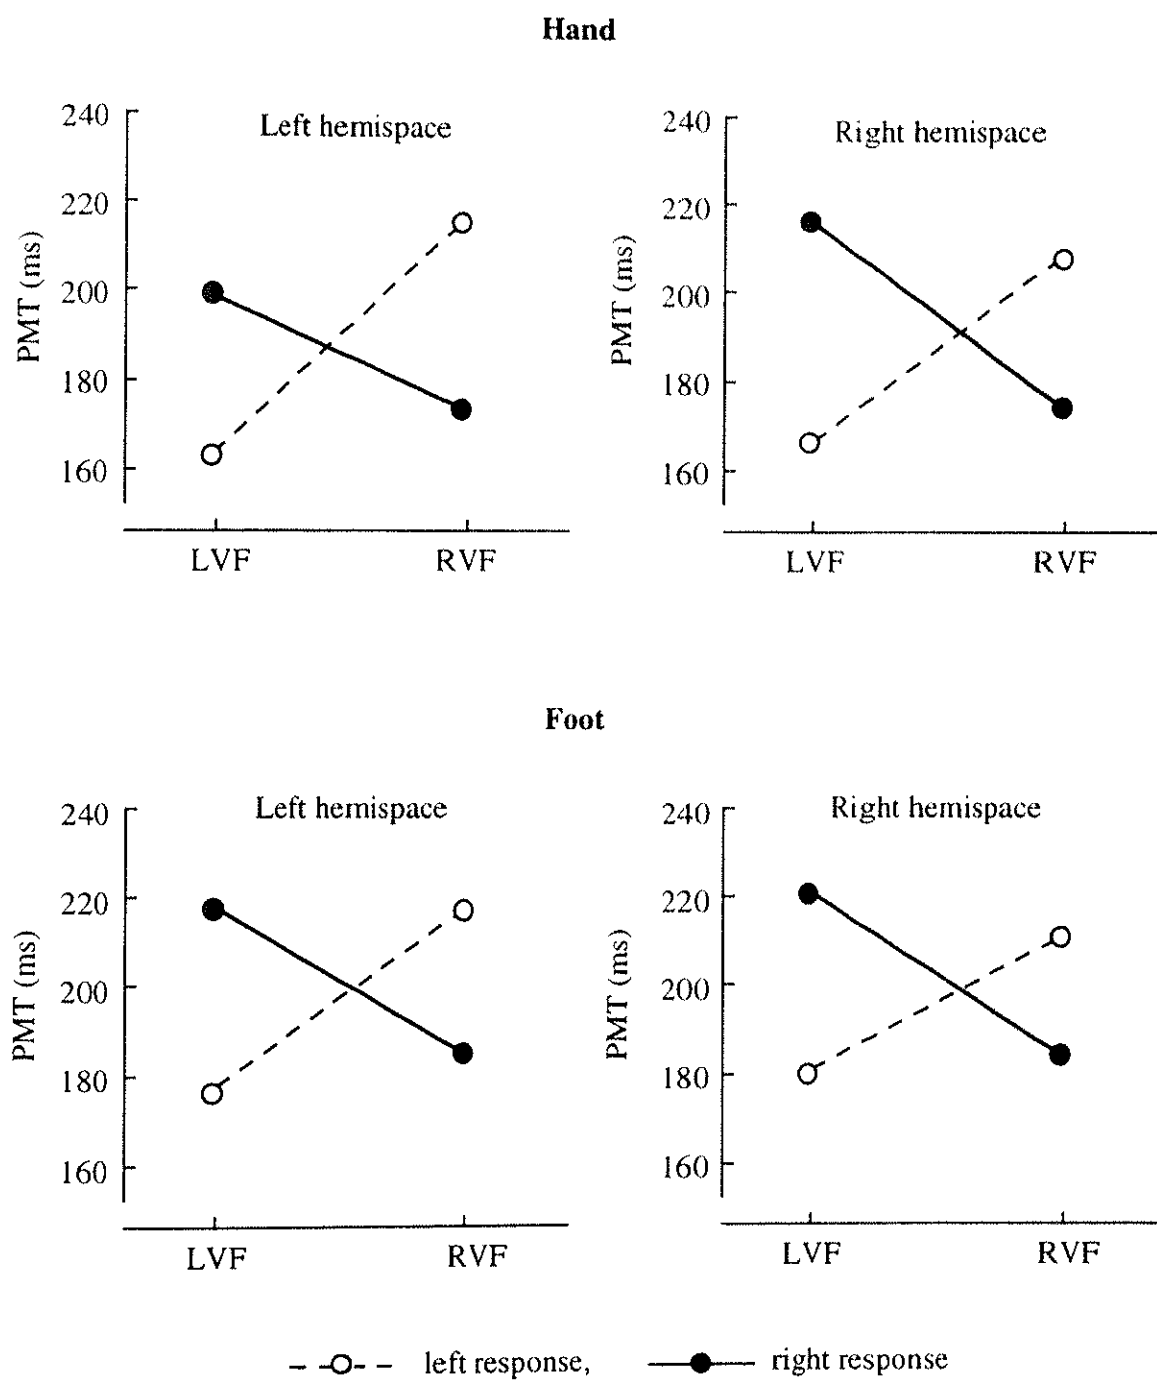 Hand
Left hemispace
Right hemispace
PMT (ms)
240
220
200
180
160
LVF RVF
PMT (ms)
240
220
200
180
160
LVF RVF
Foot
Left hemispace
Right hemispace
PMT (ms)
240
220
200
180
160
LVF RVF
PMT (ms)
240
220
200
180
160
LVF RVF
left response, right response